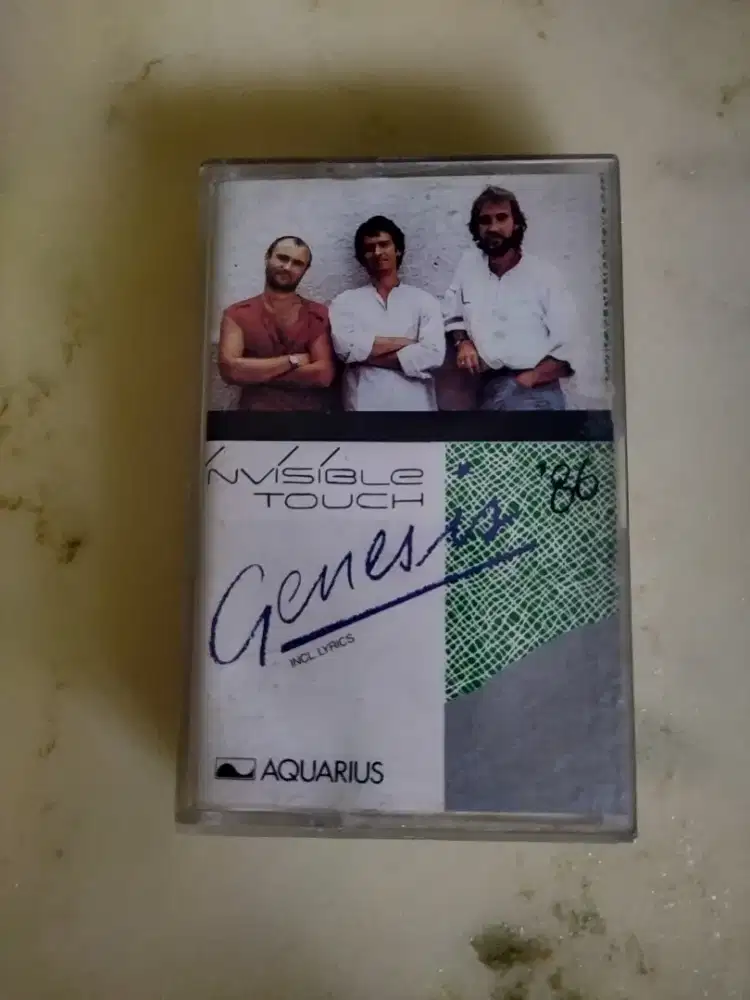 INVISIBLE
TOUCH
'86
Genesis
INCL. LYRICS
AQUARIUS